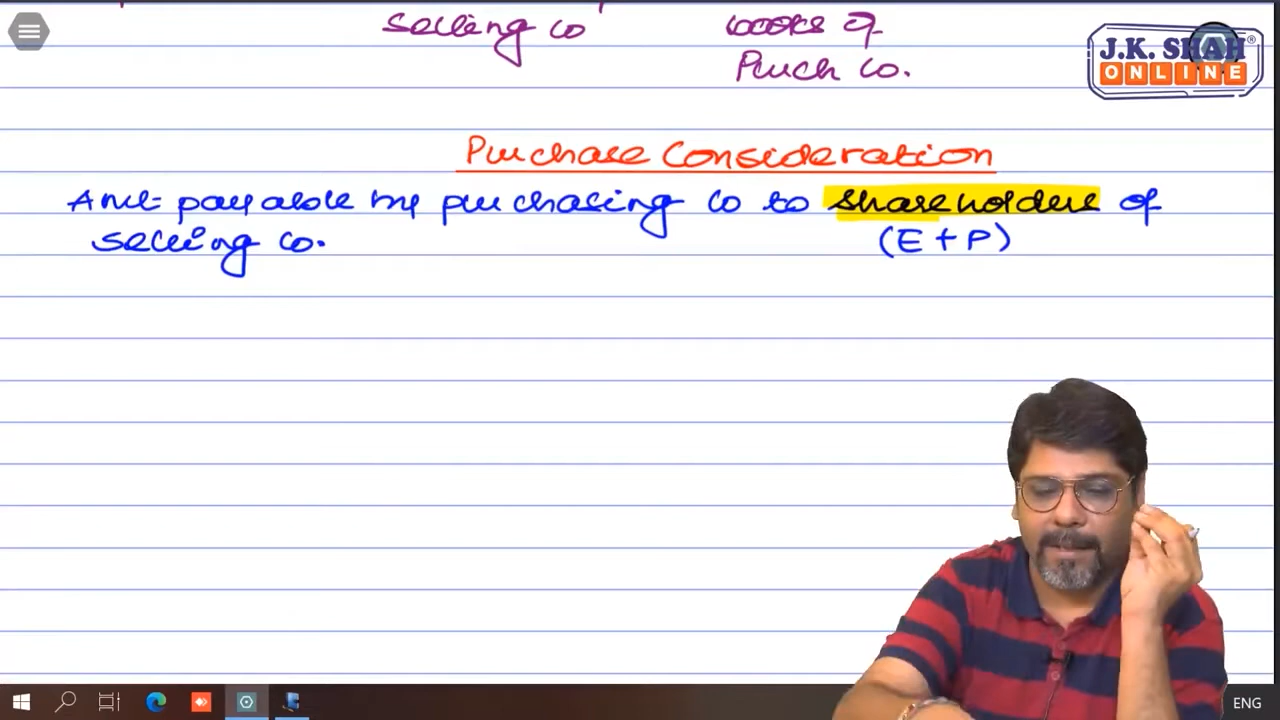 selling co
books of
Purch co.
J.K. SHAH®
ONLINE
Purchase Consideration
Amt payable by purchasing co to shareholders of
(E + P)
selling co.
ENG